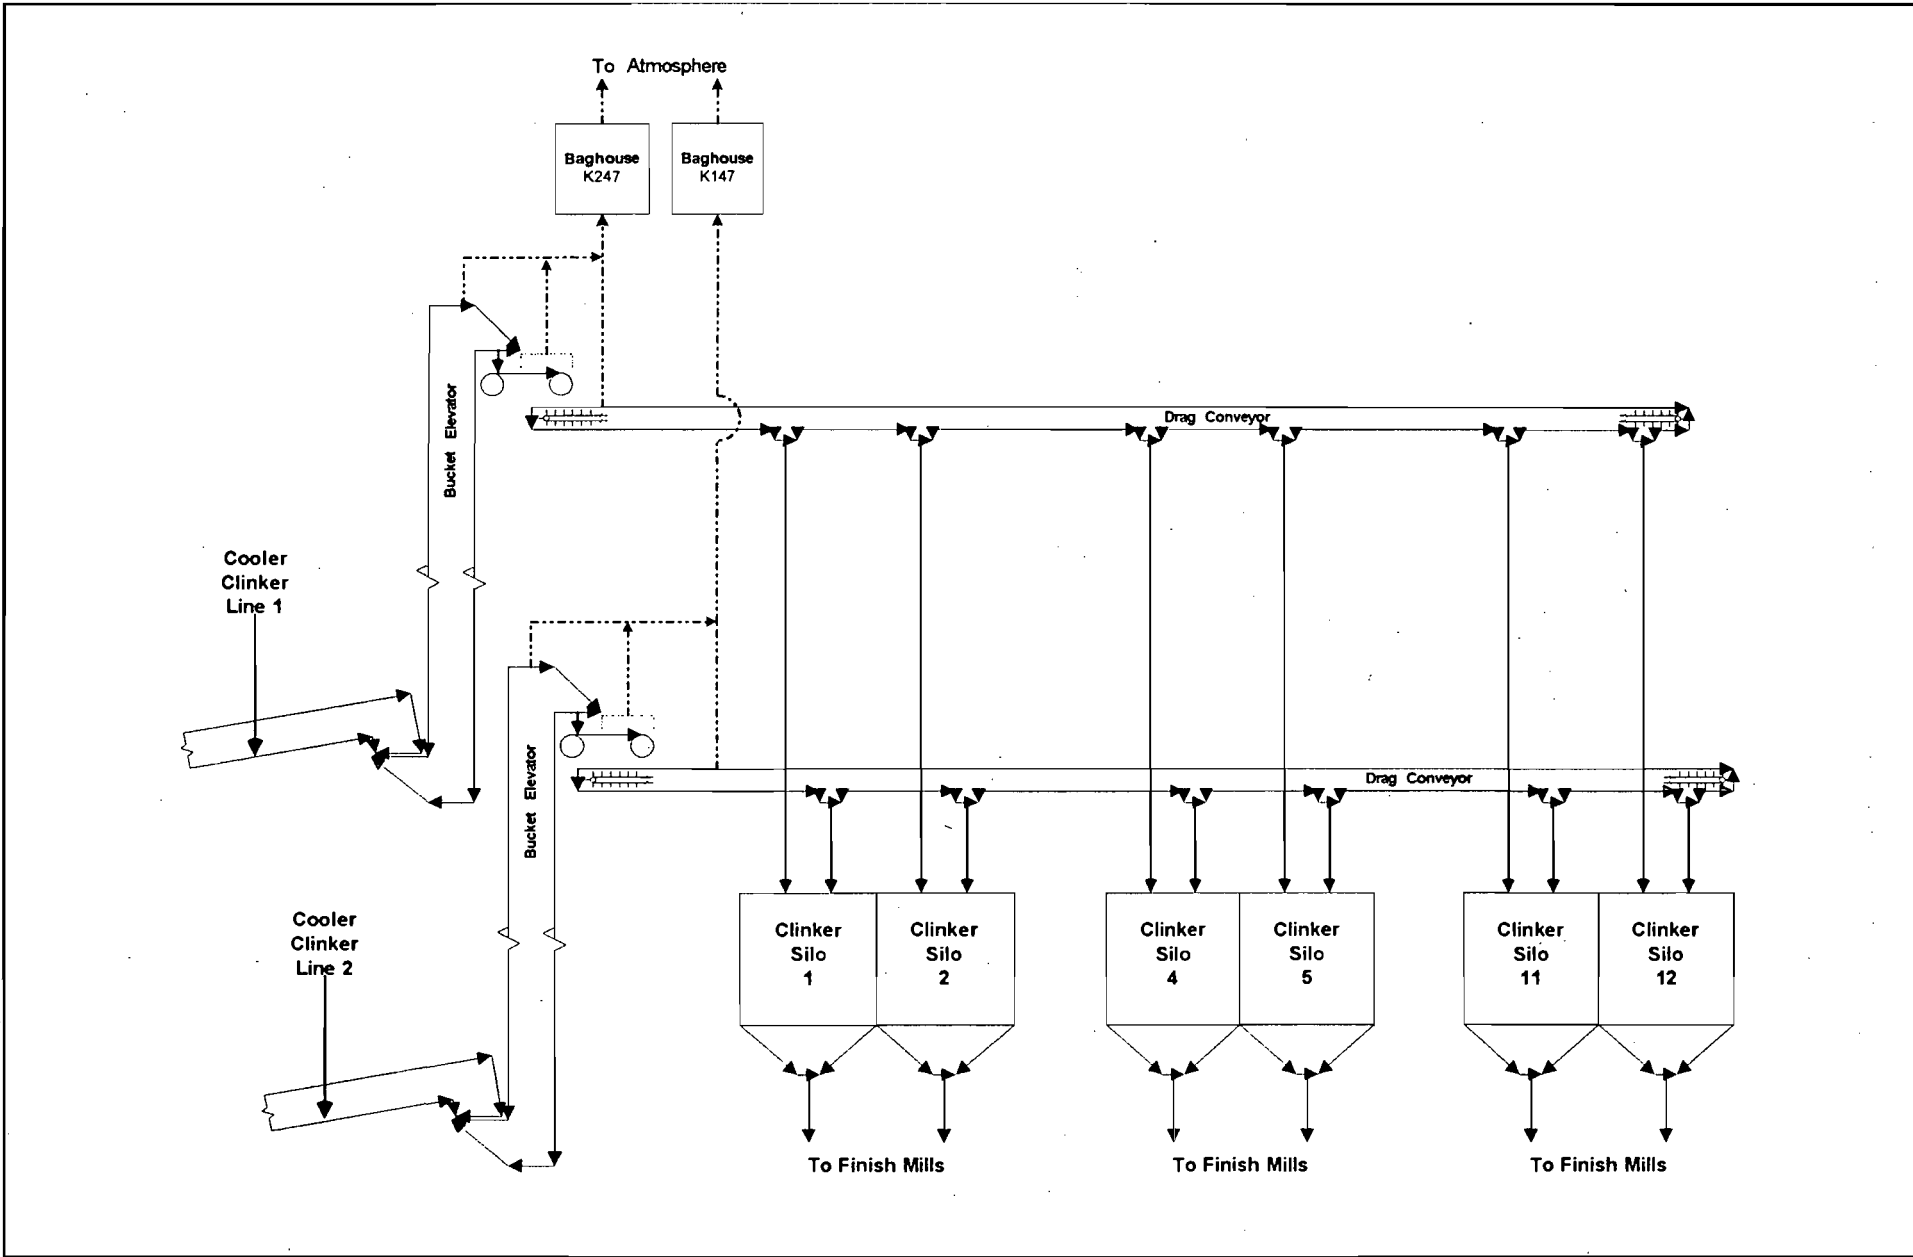 To Atmosphere
Baghouse
K247
Baghouse
K147
Drag Conveyor
Bucket Elevator
Cooler
Clinker
Line 1
Drag Conveyor
Bucket Elevator
Cooler
Clinker
Line 2
Clinker
Silo
1
Clinker
Silo
2
Clinker
Silo
4
Clinker
Silo
5
Clinker
Silo
11
Clinker
Silo
12
To Finish Mills
To Finish Mills
To Finish Mills